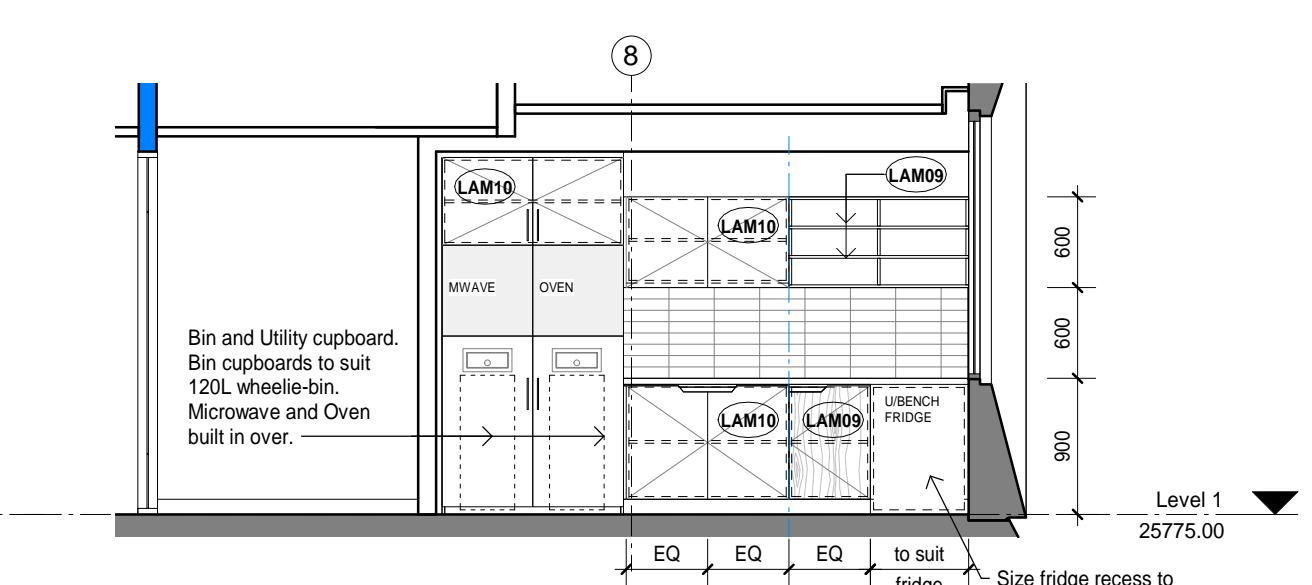 8
LAM10
LAM09
LAM10
600
MWAVE
OVEN
600
Bin and Utility cupboard.
Bin cupboards to suit
120L wheelie-bin.
Microwave and Oven
built in over.
LAM10
LAM09
U/BENCH
FRIDGE
900
Level 1
25775.00
EQ
EQ
EQ
to suit
fridge
Size fridge recess to